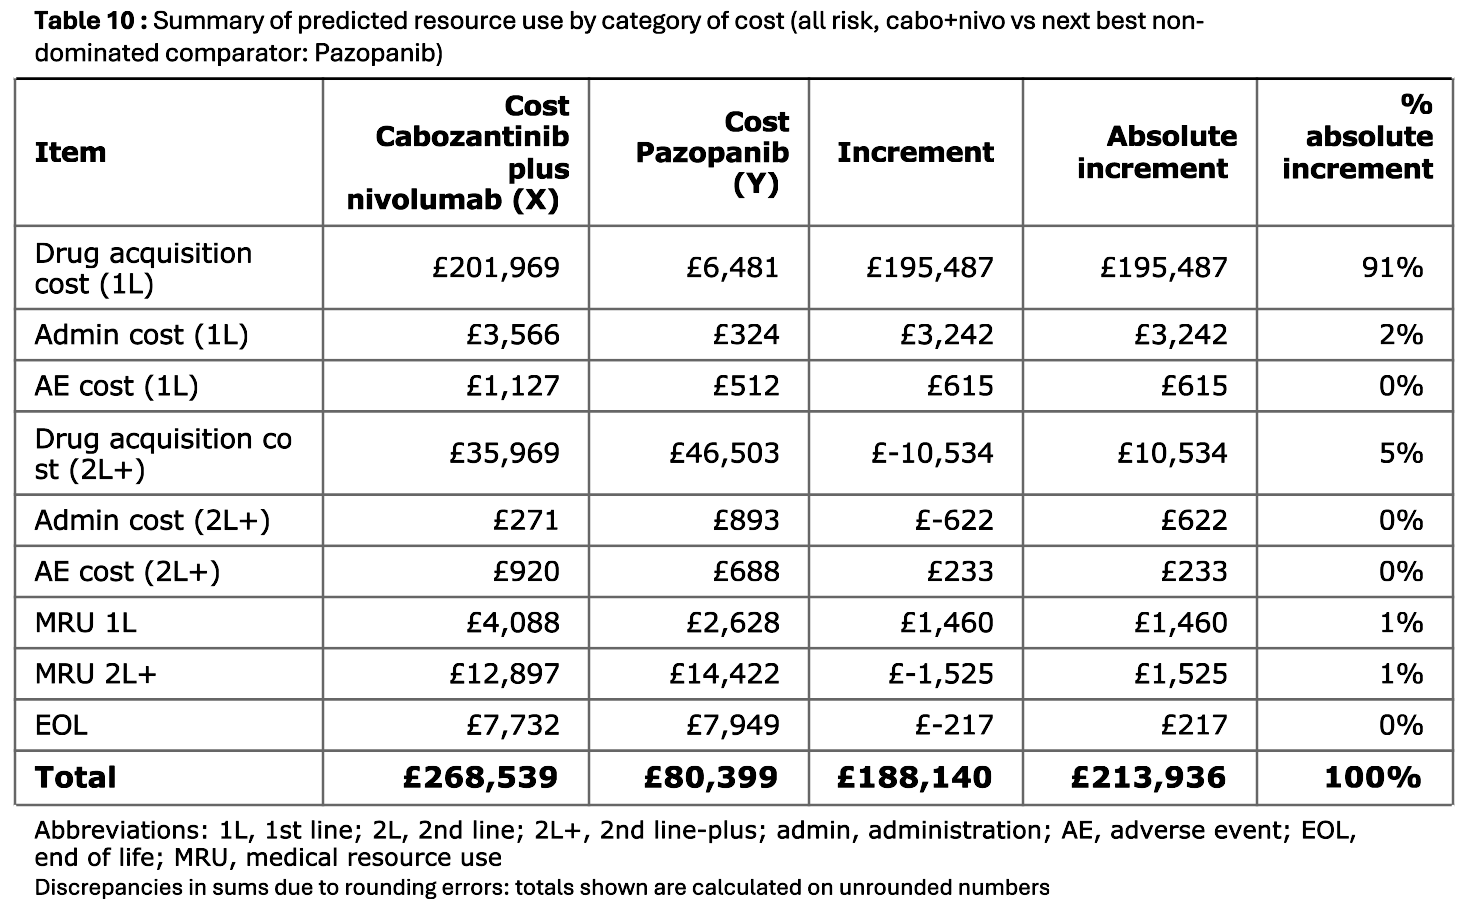 Table 10 : Summary of predicted resource use by category of cost (all risk, cabo+nivo vs next best non-
dominated comparator: Pazopanib)
Item Cost Cabozantinib plus nivolumab (X) Cost Pazopanib (Y) Increment Absolute increment % absolute increment
Drug acquisition
cost (1L) £201,969 £6,481 £195,487 £195,487 91%
Admin cost (1L) £3,566 £324 £3,242 £3,242 2%
AE cost (1L) £1,127 £512 £615 £615 0%
Drug acquisition co
st (2L+) £35,969 £46,503 £-10,534 £10,534 5%
Admin cost (2L+) £271 £893 £-622 £622 0%
AE cost (2L+) £920 £688 £233 £233 0%
MRU 1L £4,088 £2,628 £1,460 £1,460 1%
MRU 2L+ £12,897 £14,422 £-1,525 £1,525 1%
EOL £7,732 £7,949 £-217 £217 0%
Total £268,539 £80,399 £188,140 £213,936 100%
Abbreviations: 1L, 1st line; 2L, 2nd line; 2L+, 2nd line-plus; admin, administration; AE, adverse event; EOL,
end of life; MRU, medical resource use
Discrepancies in sums due to rounding errors: totals shown are calculated on unrounded numbers